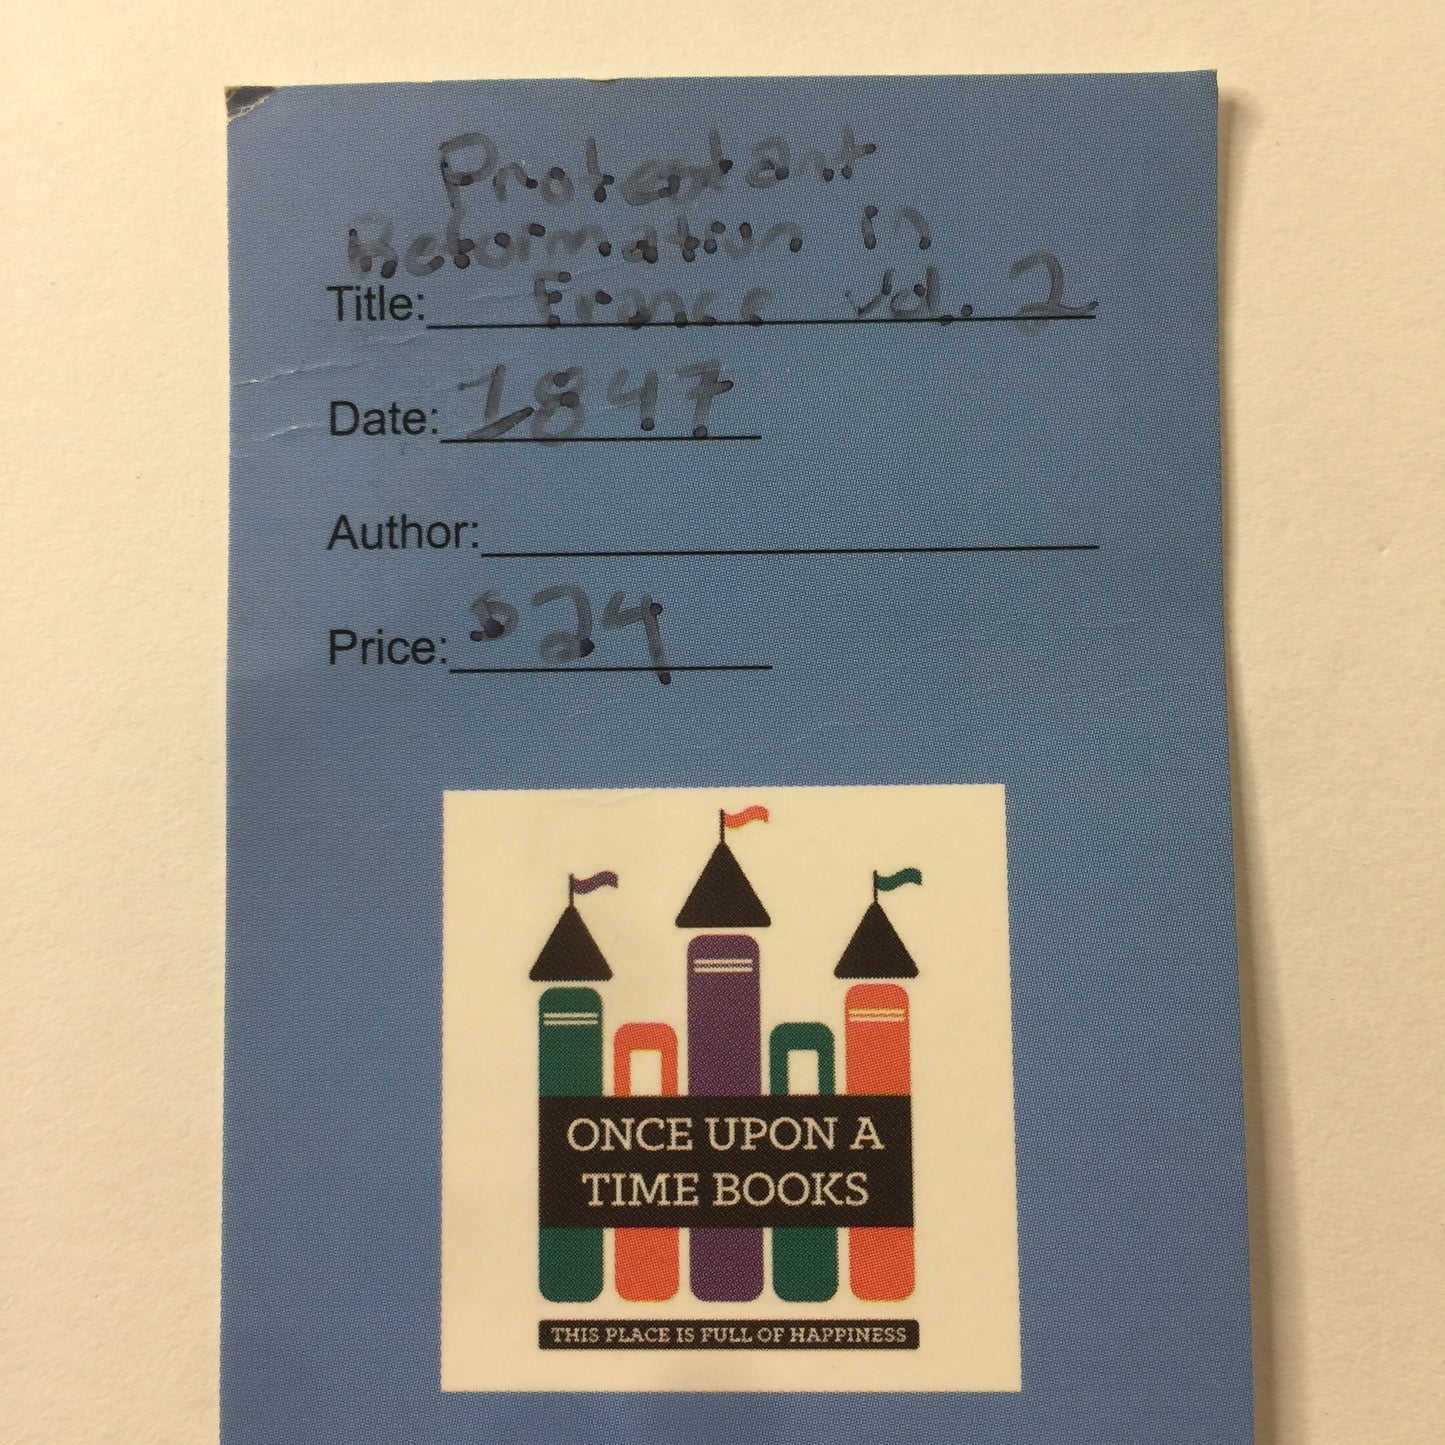 Protestant
Reformation in
Title: France Vol. 2
Date: 1847
Author:
Price: $24
ONCE UPON A
TIME BOOKS
THIS PLACE IS FULL OF HAPPINESS